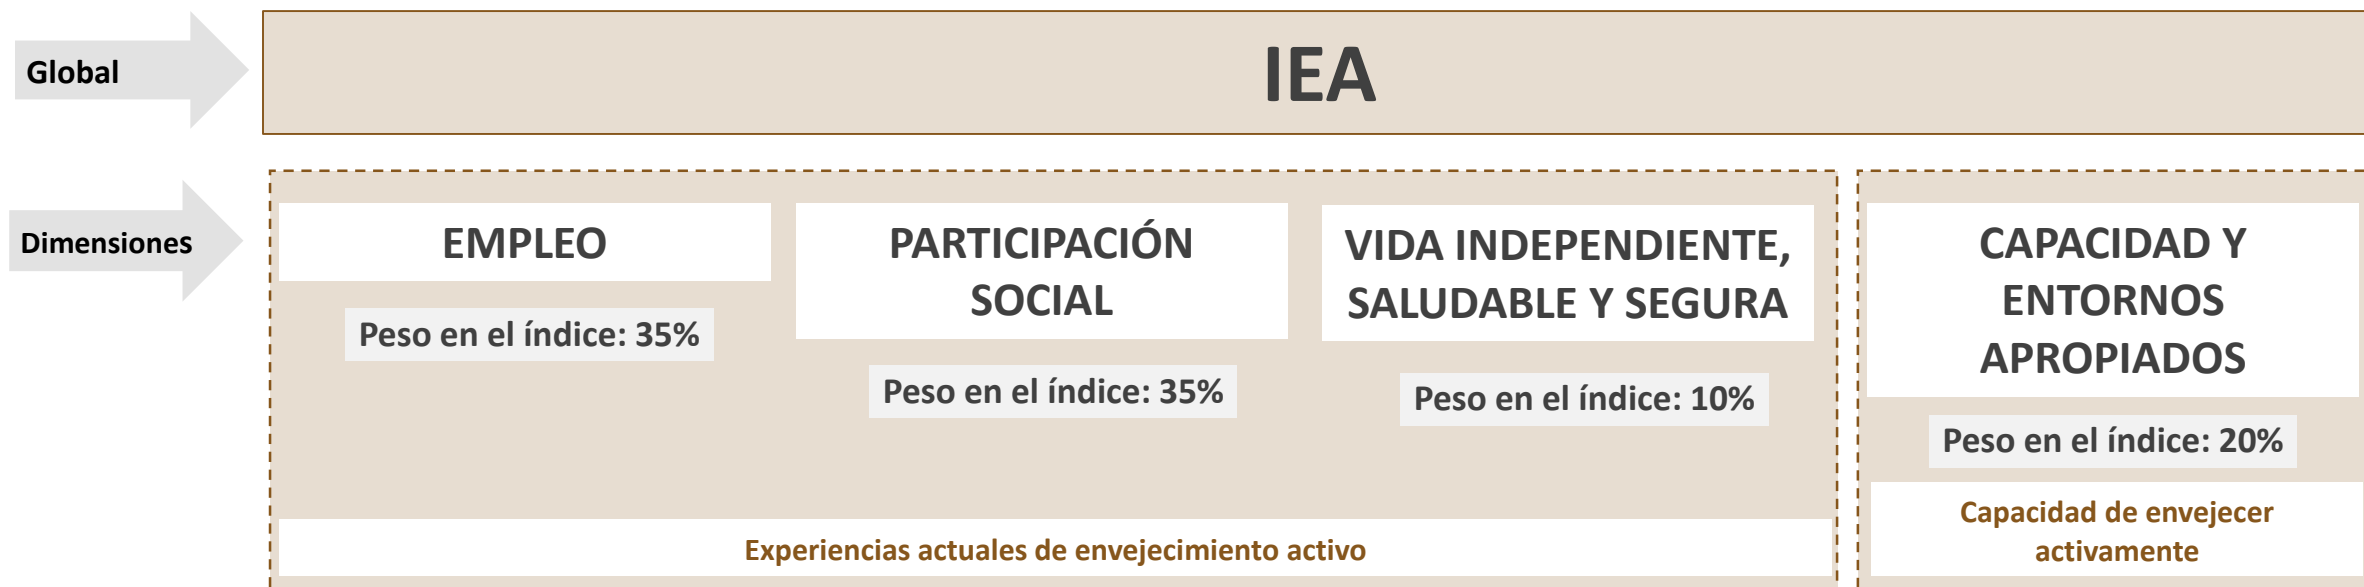 Global
IEA
Dimensiones
EMPLEO
Peso en el índice: 35%
PARTICIPACIÓN
SOCIAL
Peso en el índice: 35%
VIDA INDEPENDIENTE,
SALUDABLE Y SEGURA
Peso en el índice: 10%
Experiencias actuales de envejecimiento activo
CAPACIDAD Y
ENTORNOS
APROPIADOS
Peso en el índice: 20%
Capacidad de envejecer
activamente